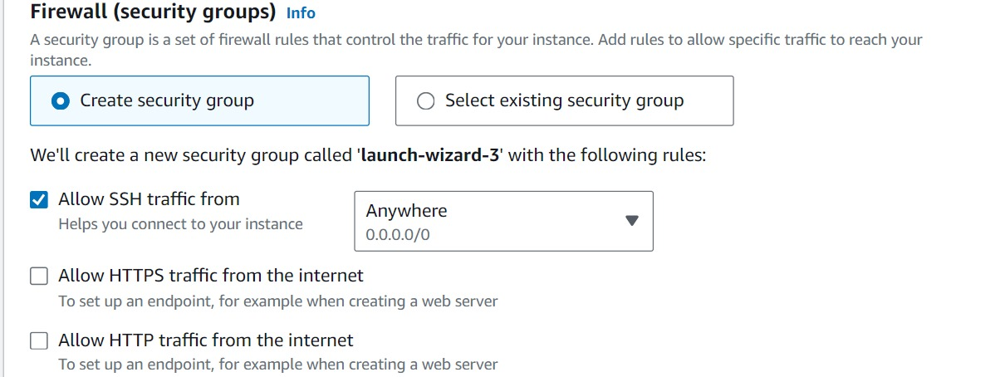 Firewall (security groups) Info
A security group is a set of firewall rules that control the traffic for your instance. Add rules to allow specific traffic to reach your
instance.
Create security group
Select existing security group
We'll create a new security group called 'launch-wizard-3' with the following rules:
Allow SSH traffic from
Helps you connect to your instance
Anywhere
0.0.0.0/0
Allow HTTPS traffic from the internet
To set up an endpoint, for example when creating a web server
Allow HTTP traffic from the internet
To set up an endpoint, for example when creating a web server